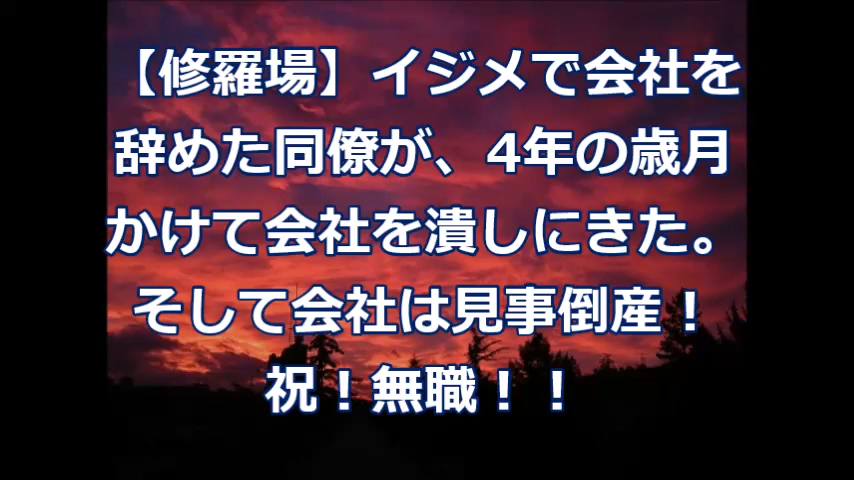 【修羅場】イジメで会社を
辞めた同僚が、4年の歳月
かけて会社を潰しにきた。
そして会社は見事倒産！
祝！無職！！